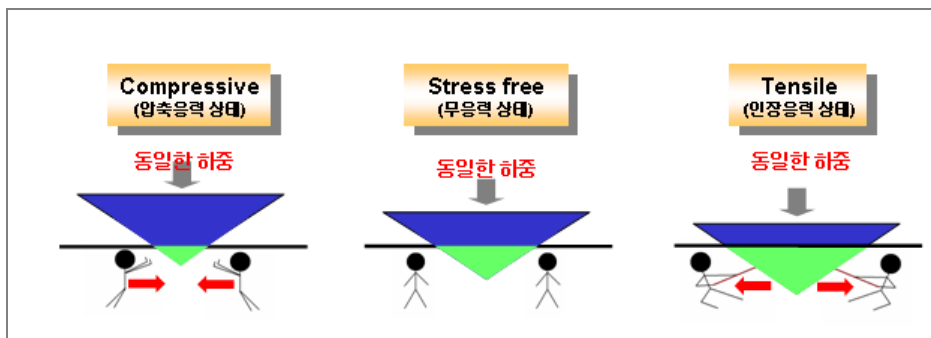 Compressive
(압축응력 상태)
동일한 하중
Stress free
(무응력 상태)
동일한 하중
Tensile
(인장응력 상태)
동일한 하중